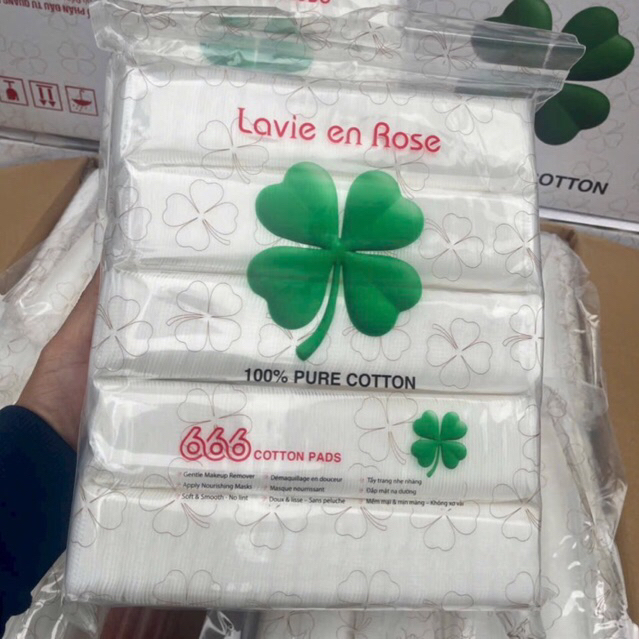 Lavie en Rose
100% PURE COTTON
666 COTTON PADS
Gentle Makeup Remover
Apply Nourishing Masks
Soft & Smooth - No lint
Démaquillage en douceur
Masque nourrissant
Doux & lisse – Sans peluche
Tẩy trang nhẹ nhàng
Đắp mặt nạ dưỡng
Mềm mại & mịn màng – Không xơ vải
OTTON